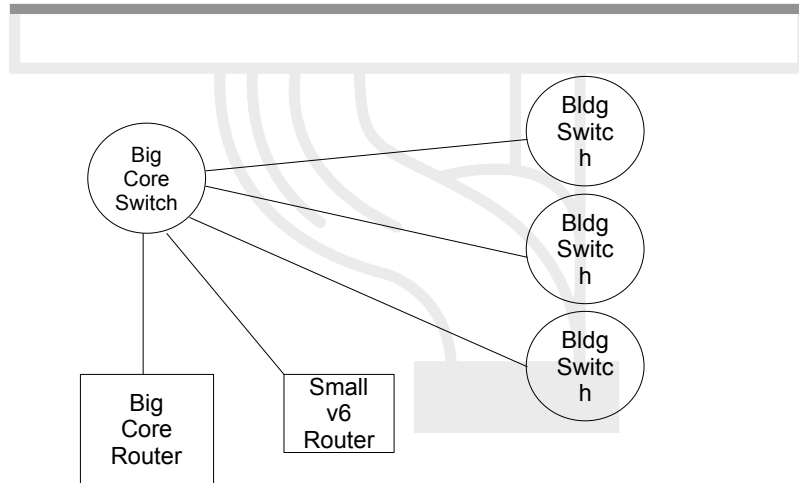 Big
Core
Switch
Bldg
Switc
h
Bldg
Switc
h
Bldg
Switc
h
Big
Core
Router
Small
v6
Router